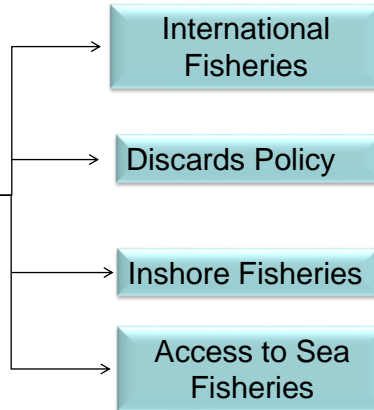 International
Fisheries
Discards Policy
Inshore Fisheries
Access to Sea
Fisheries